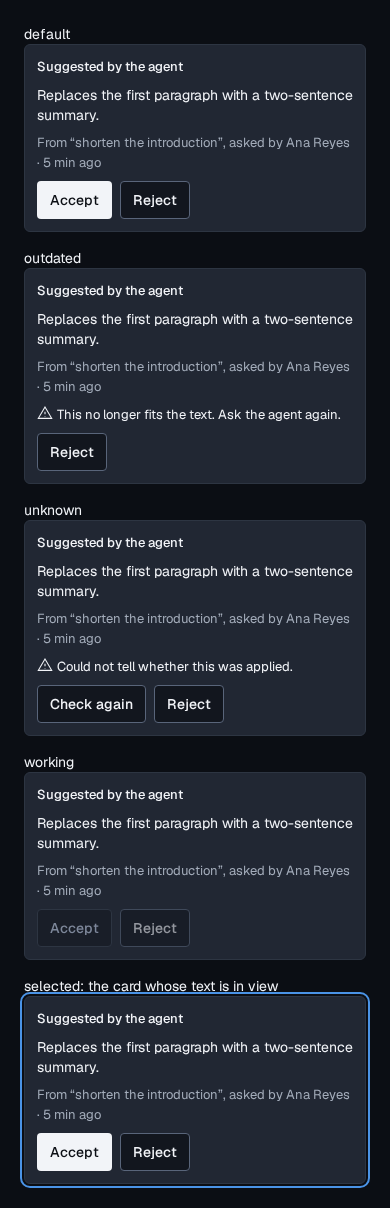 default
Suggested by the agent
Replaces the first paragraph with a two-sentence
summary.
From “shorten the introduction”, asked by Ana Reyes
· 5 min ago
Accept Reject
outdated
Suggested by the agent
Replaces the first paragraph with a two-sentence
summary.
From “shorten the introduction”, asked by Ana Reyes
· 5 min ago
This no longer fits the text. Ask the agent again.
Reject
unknown
Suggested by the agent
Replaces the first paragraph with a two-sentence
summary.
From “shorten the introduction”, asked by Ana Reyes
· 5 min ago
Could not tell whether this was applied.
Check again Reject
working
Suggested by the agent
Replaces the first paragraph with a two-sentence
summary.
From “shorten the introduction”, asked by Ana Reyes
· 5 min ago
Accept Reject
selected: the card whose text is in view
Suggested by the agent
Replaces the first paragraph with a two-sentence
summary.
From “shorten the introduction”, asked by Ana Reyes
· 5 min ago
Accept Reject